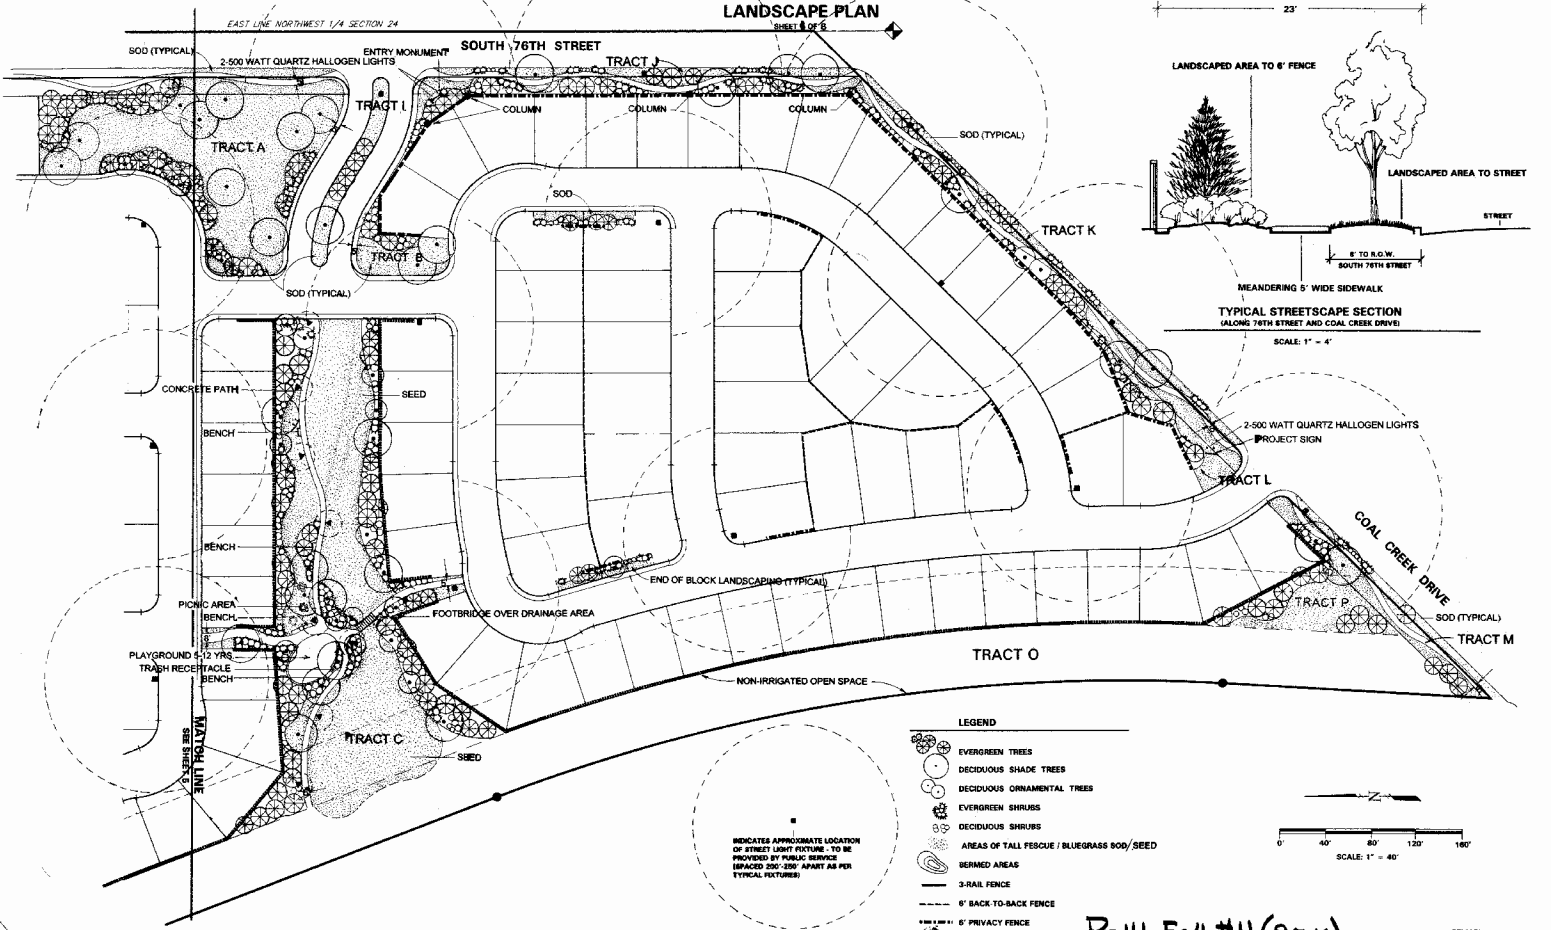 LANDSCAPE PLAN
SHEET 4 OF 8
EAST LINE NORTHWEST 1/4 SECTION 24
SOUTH 76TH STREET
SOD (TYPICAL)
2-500 WATT QUARTZ HALLOGEN LIGHTS
ENTRY MONUMENT
TRACT J
TRACT I
COLUMN
COLUMN
COLUMN
TRACT A
SOD (TYPICAL)
SOD
TRACT K
TRACT B
SOD (TYPICAL)
CONCRETE PATH
SEED
BENCH
2-500 WATT QUARTZ HALLOGEN LIGHTS
PROJECT SIGN
TRACT L
COAL CREEK DRIVE
BENCH
END OF BLOCK LANDSCAPING (TYPICAL)
PICNIC AREA
BENCH
FOOTBRIDGE OVER DRAINAGE AREA
TRACT P
SOD (TYPICAL)
TRACT M
PLAYGROUND 5-12 YRS.
TRASH RECEPTACLE
BENCH
TRACT O
NON-IRRIGATED OPEN SPACE
TRACT C
SEED
MATCH LINE
SEE SHEET 5
23'
LANDSCAPED AREA TO 6' FENCE
LANDSCAPED AREA TO STREET
STREET
8' TO R.O.W.
SOUTH 76TH STREET
MEANDERING 5' WIDE SIDEWALK
TYPICAL STREETSCAPE SECTION
(ALONG 76TH STREET AND COAL CREEK DRIVE)
SCALE: 1" = 4'
INDICATES APPROXIMATE LOCATION
OF STREET LIGHT FIXTURE - TO BE
PROVIDED BY PUBLIC SERVICE
(SPACED 200'-250' APART AS PER
TYPICAL FIXTURES)
LEGEND
EVERGREEN TREES
DECIDUOUS SHADE TREES
DECIDUOUS ORNAMENTAL TREES
EVERGREEN SHRUBS
DECIDUOUS SHRUBS
AREAS OF TALL FESCUE / BLUEGRASS SOD/SEED
BERMED AREAS
3-RAIL FENCE
6' BACK-TO-BACK FENCE
6' PRIVACY FENCE
N
0' 40' 80' 120' 160'
SCALE: 1" = 40'